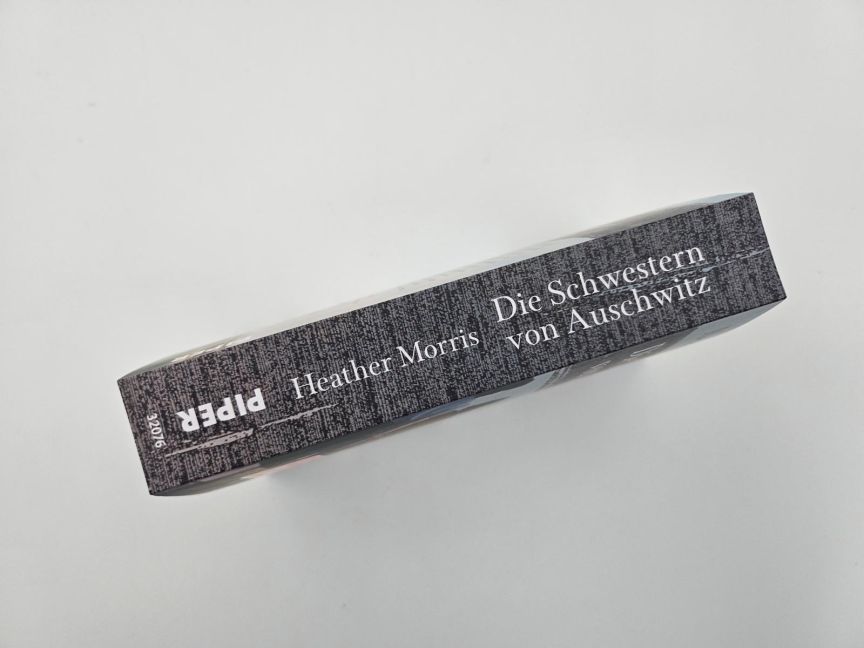 Heather Morris
Die Schwestern
von Auschwitz
PIPER
32076